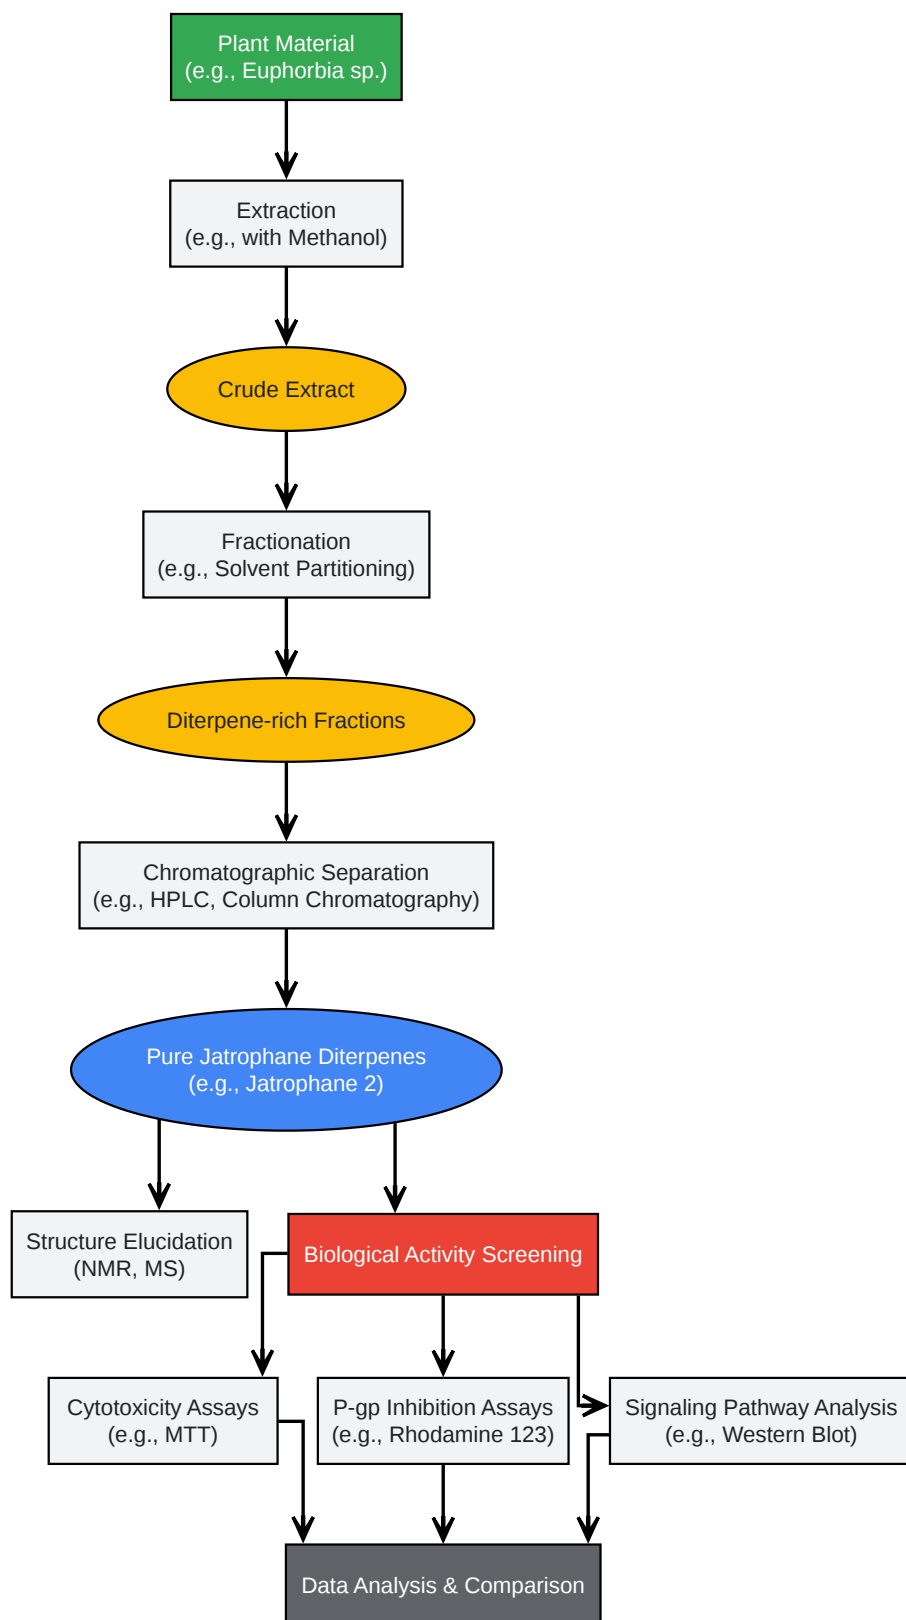 Plant Material
(e.g., Euphorbia sp.)
Extraction
(e.g., with Methanol)
Crude Extract
Fractionation
(e.g., Solvent Partitioning)
Diterpene-rich Fractions
Chromatographic Separation
(e.g., HPLC, Column Chromatography)
Pure Jatrophane Diterpenes
(e.g., Jatrophane 2)
Structure Elucidation
(NMR, MS)
Biological Activity Screening
Cytotoxicity Assays
(e.g., MTT)
P-gp Inhibition Assays
(e.g., Rhodamine 123)
Signaling Pathway Analysis
(e.g., Western Blot)
Data Analysis & Comparison